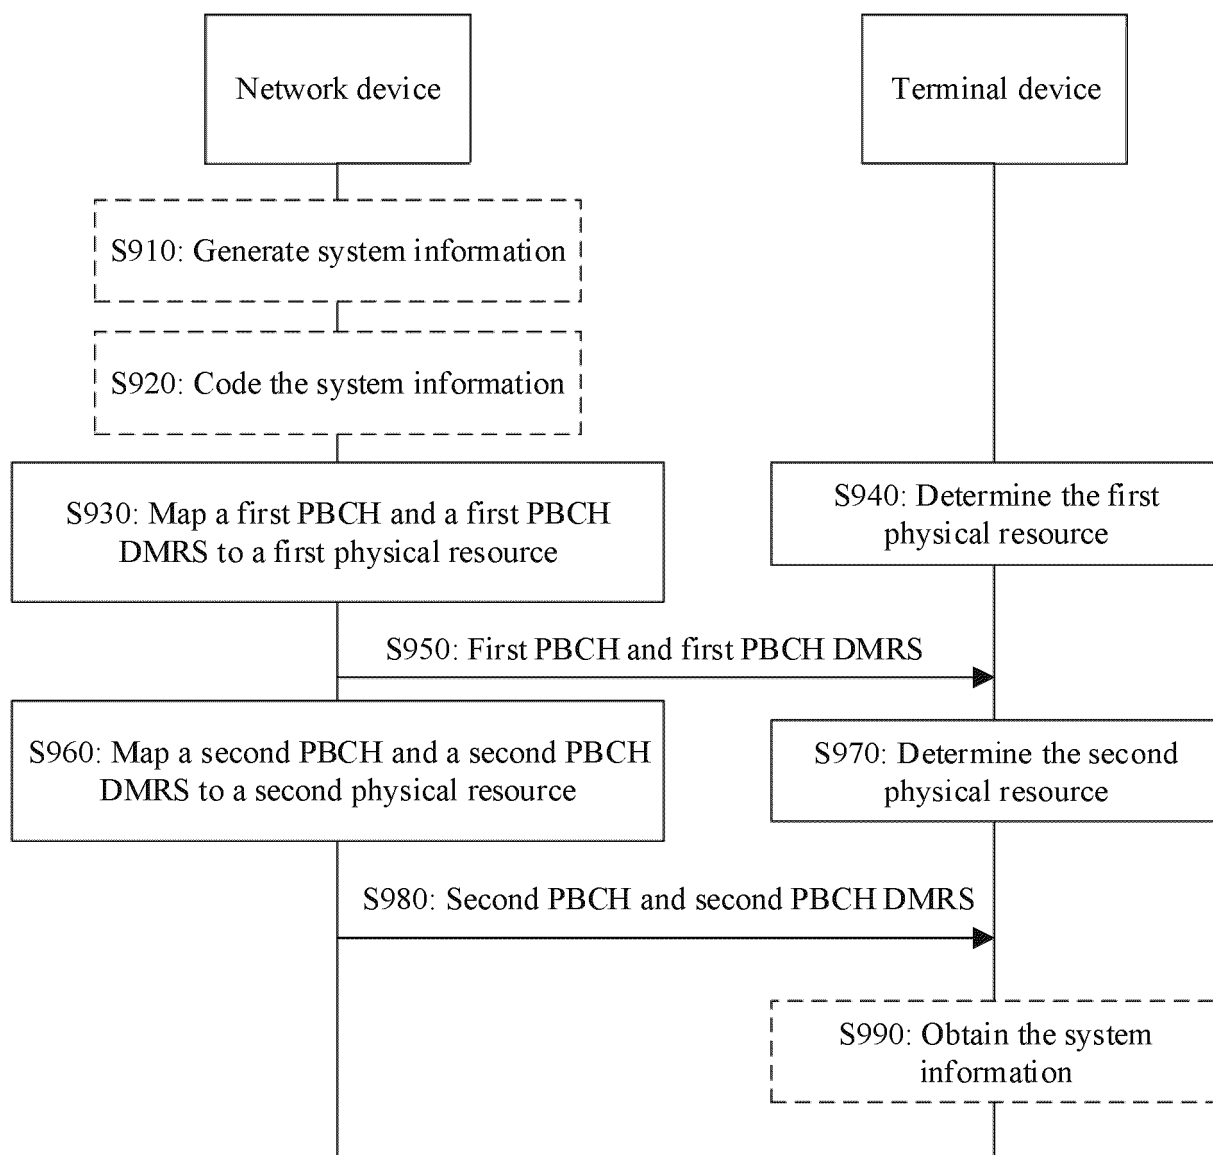 Network device
Terminal device
S910: Generate system information
S920: Code the system information
S930: Map a first PBCH and a first PBCH
DMRS to a first physical resource
S940: Determine the first
physical resource
S950: First PBCH and first PBCH DMRS
S960: Map a second PBCH and a second PBCH
DMRS to a second physical resource
S970: Determine the second
physical resource
S980: Second PBCH and second PBCH DMRS
S990: Obtain the system
information